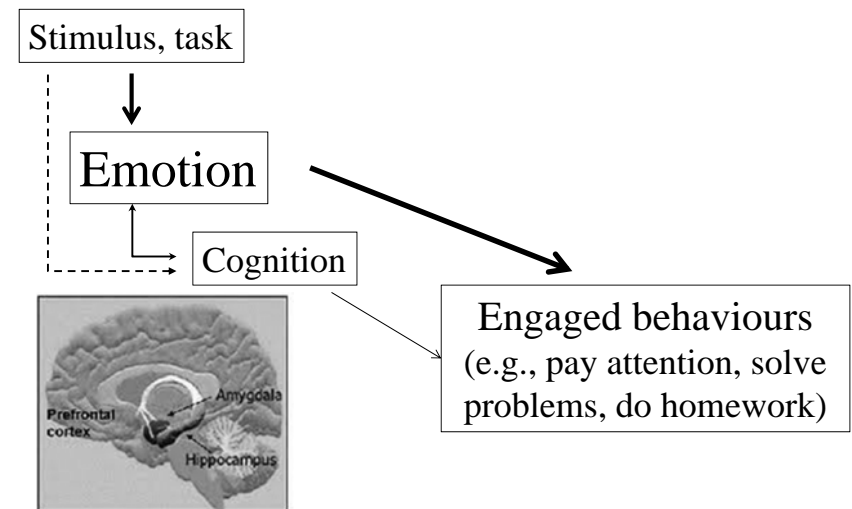 Stimulus, task
Emotion
Cognition
Engaged behaviours
(e.g., pay attention, solve
problems, do homework)
Amygdala
Prefrontal
cortex
Hippocampus